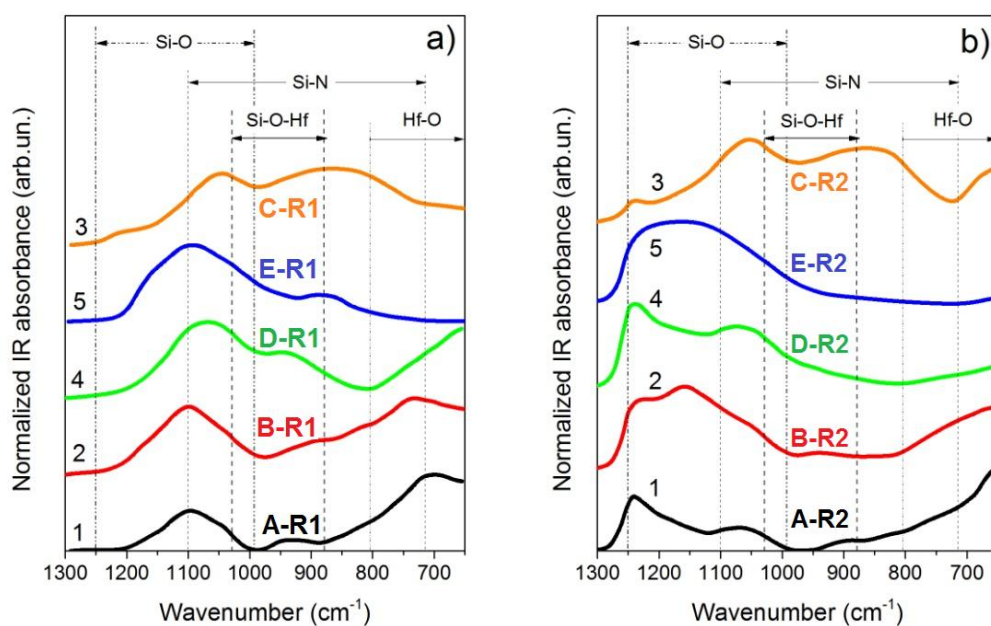 a)
Si-O
Si-N
Si-O-Hf
Hf-O
3
C-R1
5
E-R1
4
D-R1
2
B-R1
1
A-R1
1300 1200 1100 1000 900 800 700
Wavenumber (cm-1)
Normalized IR absorbance (arb.un.)
b)
Si-O
Si-N
Si-O-Hf
Hf-O
3
C-R2
5
E-R2
4
D-R2
2
B-R2
1
A-R2
1300 1200 1100 1000 900 800 700
Wavenumber (cm-1)
Normalized IR absorbance (arb.un.)